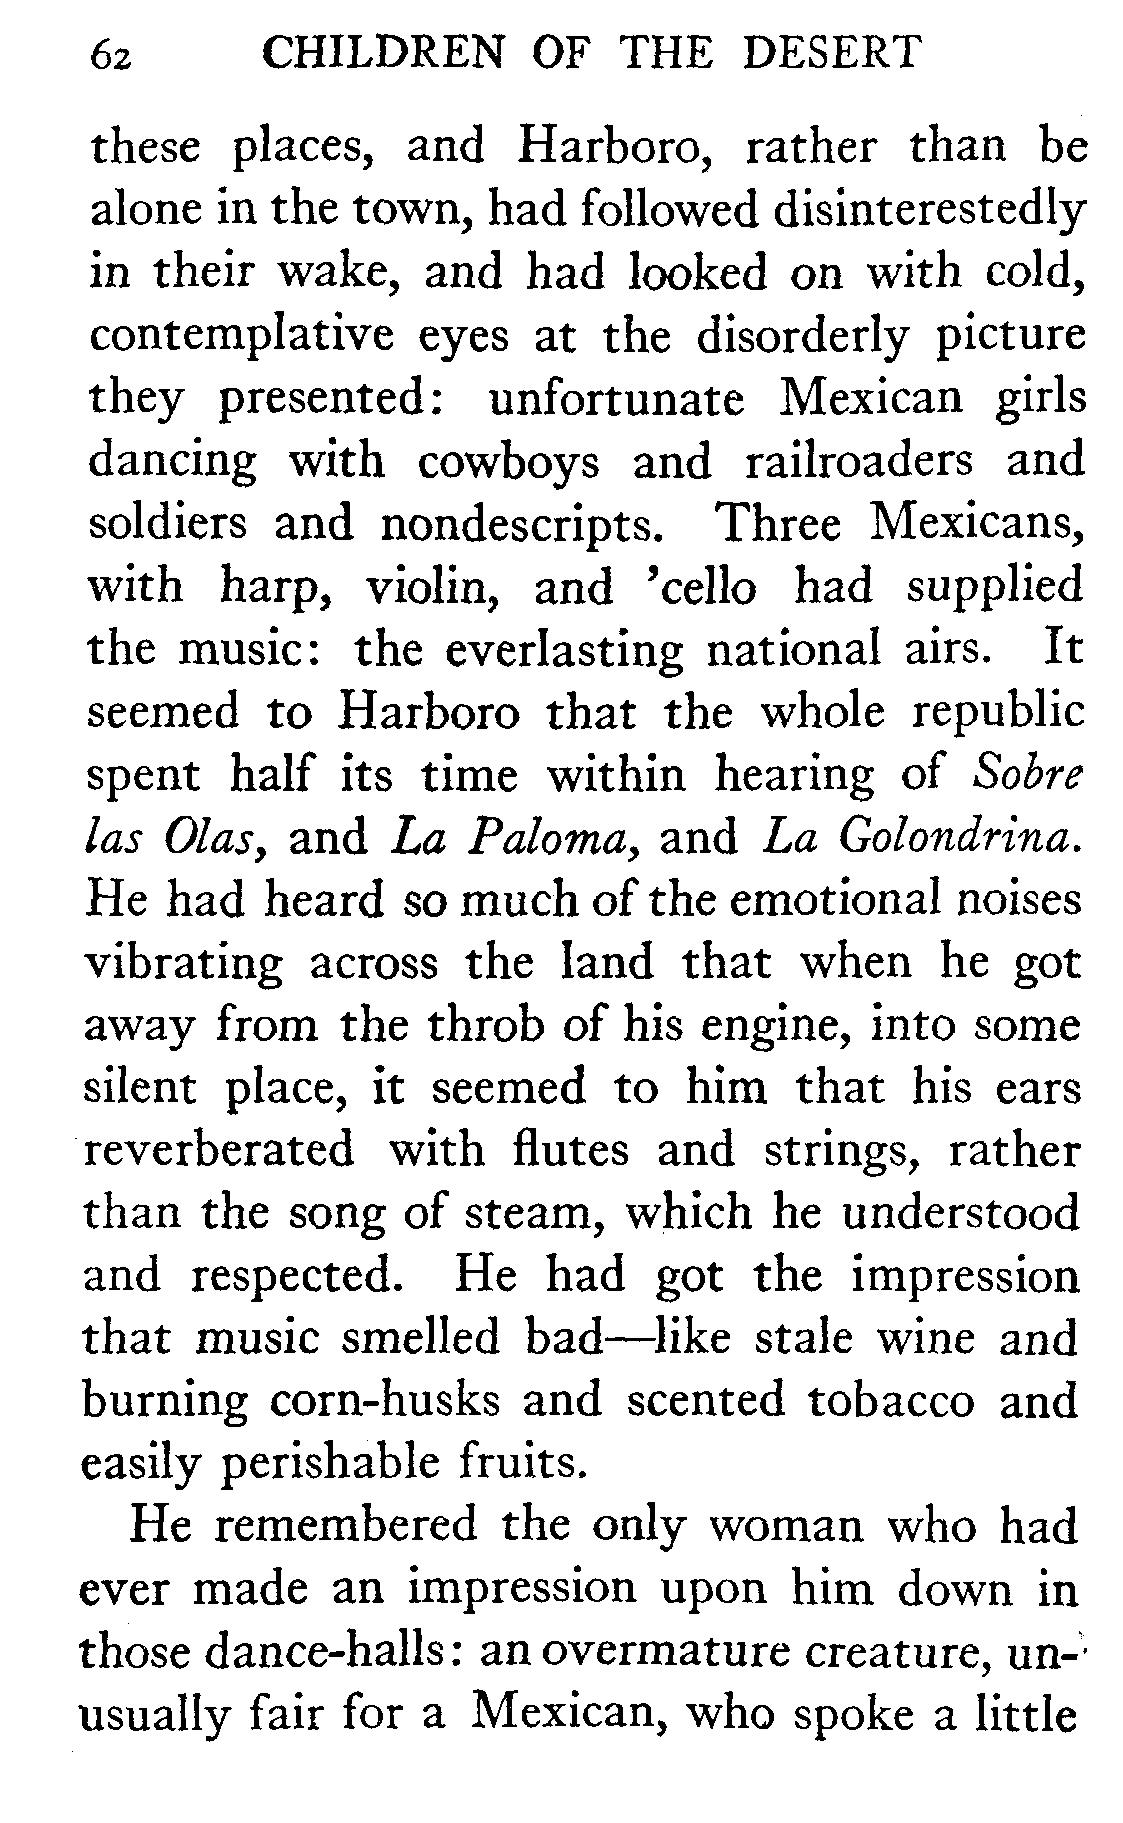 62 CHILDREN OF THE DESERT
these places, and Harboro, rather than be
alone in the town, had followed disinterestedly
in their wake, and had looked on with cold,
contemplative eyes at the disorderly picture
they presented: unfortunate Mexican girls
dancing with cowboys and railroaders and
soldiers and nondescripts. Three Mexicans,
with harp, violin, and ’cello had supplied
the music: the everlasting national airs. It
seemed to Harboro that the whole republic
spent half its time within hearing of Sobre
las Olas, and La Paloma, and La Golondrina.
He had heard so much of the emotional noises
vibrating across the land that when he got
away from the throb of his engine, into some
silent place, it seemed to him that his ears
reverberated with flutes and strings, rather
than the song of steam, which he understood
and respected. He had got the impression
that music smelled bad—like stale wine and
burning corn-husks and scented tobacco and
easily perishable fruits.
He remembered the only woman who had
ever made an impression upon him down in
those dance-halls: an overmature creature, un-
usually fair for a Mexican, who spoke a little